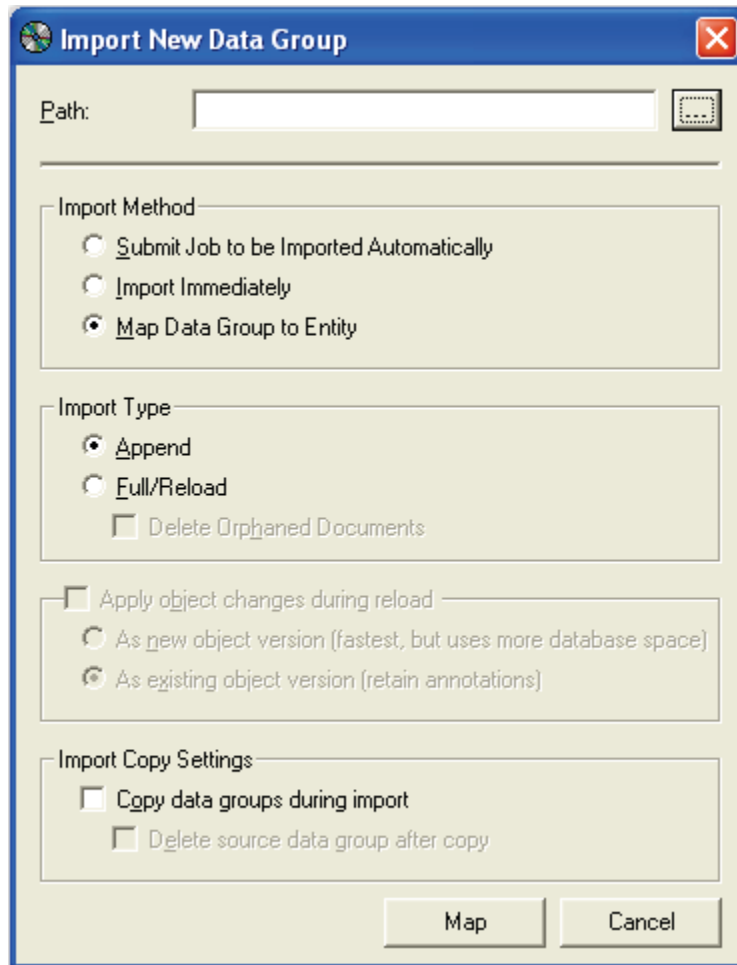 Import New Data Group
Path:
...
Import Method
Submit Job to be Imported Automatically
Import Immediately
Map Data Group to Entity
Import Type
Append
Full/Reload
Delete Orphaned Documents
Apply object changes during reload
As new object version (fastest, but uses more database space)
As existing object version (retain annotations)
Import Copy Settings
Copy data groups during import
Delete source data group after copy
Map Cancel